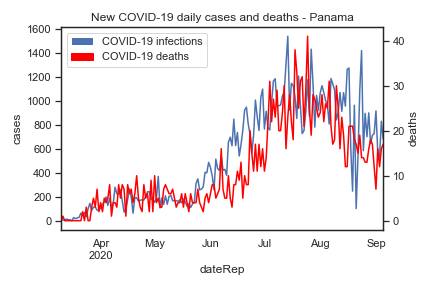 New COVID-19 daily cases and deaths - Panama
COVID-19 infections
COVID-19 deaths
1600
1400
1200
1000
800
600
400
200
0
cases
40
30
20
10
0
deaths
Apr
2020
May
Jun
Jul
Aug
Sep
dateRep